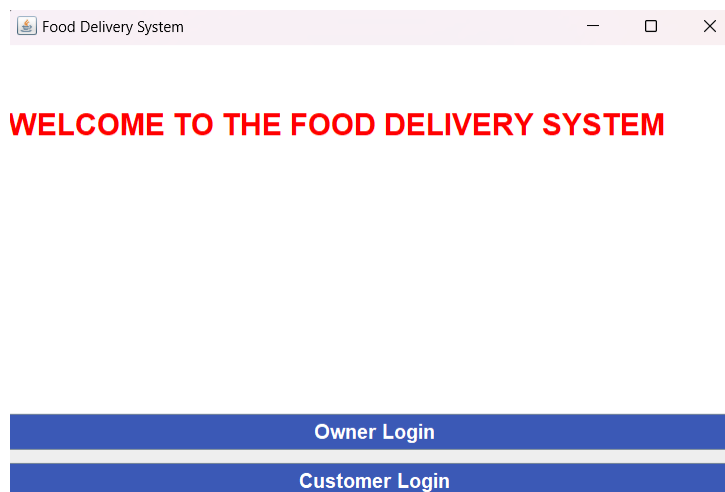 Food Delivery System
WELCOME TO THE FOOD DELIVERY SYSTEM
Owner Login
Customer Login